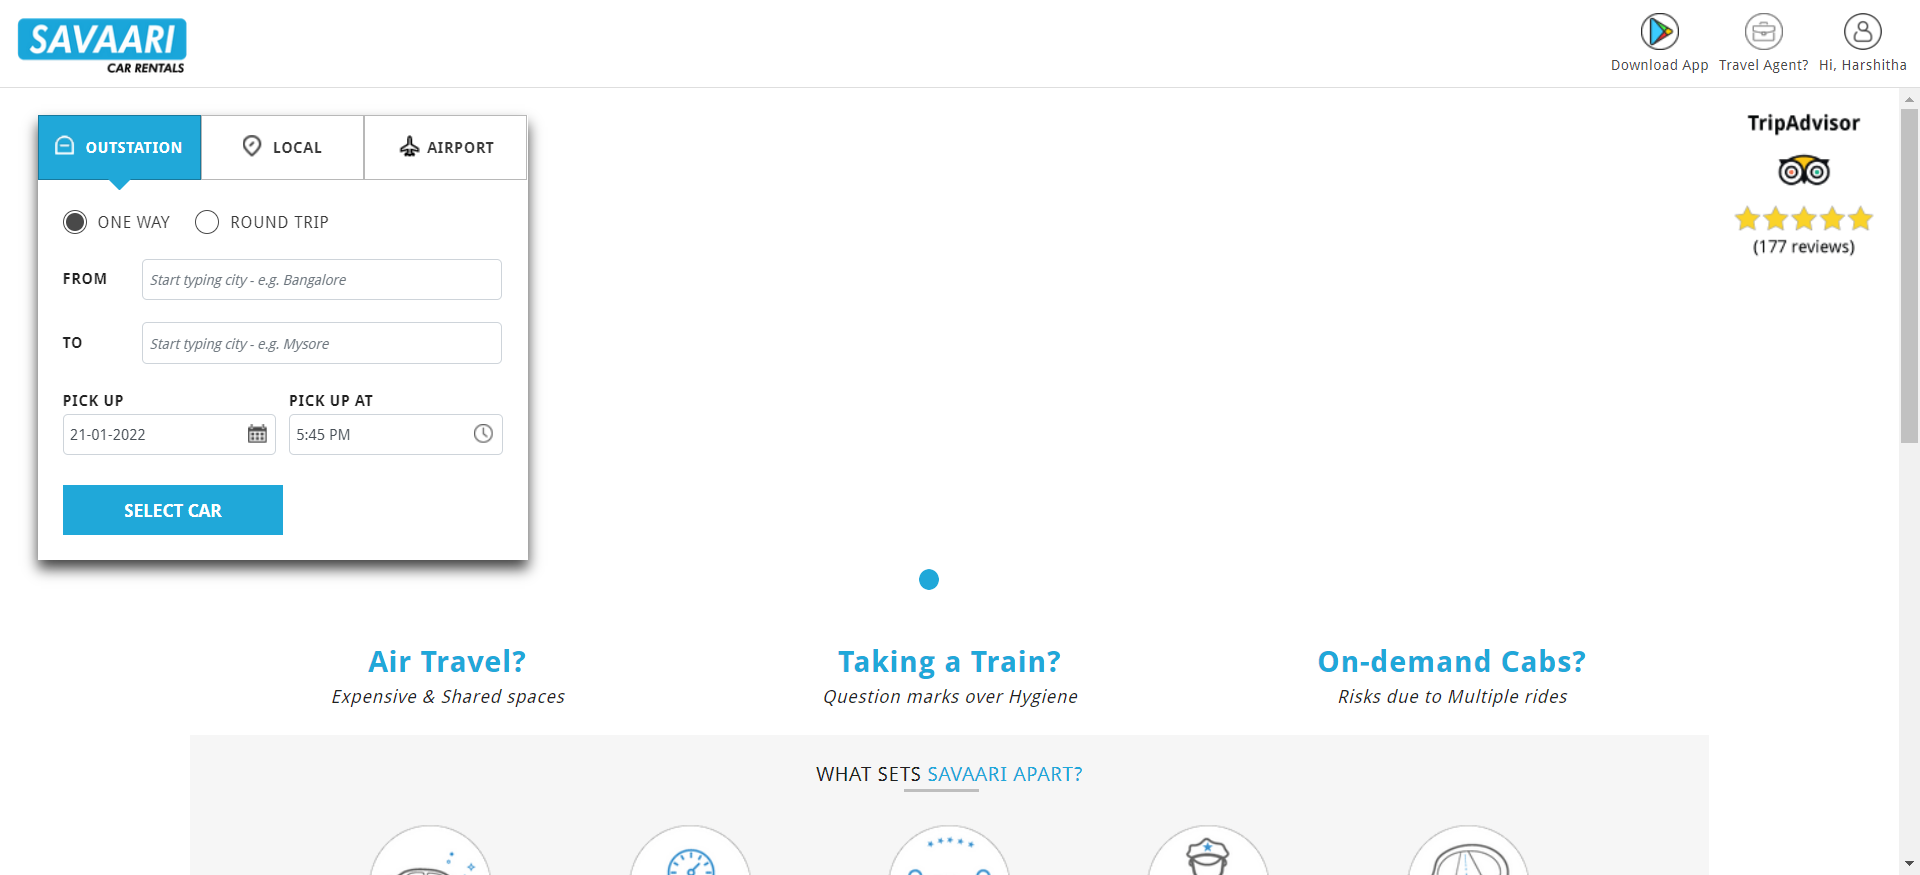 SAVAARI
CAR RENTALS
Download App
Travel Agent?
Hi, Harshitha
OUTSTATION
LOCAL
AIRPORT
ONE WAY
ROUND TRIP
FROM
Start typing city - e.g. Bangalore
TO
Start typing city - e.g. Mysore
PICK UP
PICK UP AT
21-01-2022
5:45 PM
SELECT CAR
TripAdvisor
(177 reviews)
Air Travel?
Expensive & Shared spaces
Taking a Train?
Question marks over Hygiene
On-demand Cabs?
Risks due to Multiple rides
WHAT SETS SAVAARI APART?